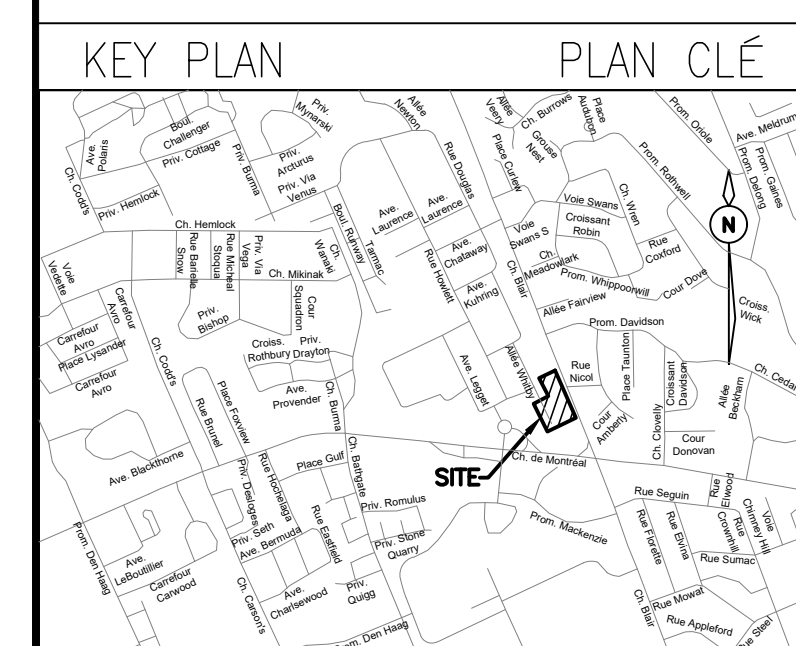 KEY PLAN
PLAN CLÉ
Ave.
Polaris
Boul.
Challenger
Priv. Cottage
Priv. Burma
Priv.
Mynarski
Priv.
Arcturus
Priv. Via
Venus
Allée
Newton
Rue Douglas
Allée
Veery
Ch. Burrows
Place
Audubon
Grouse
Nest
Place Curlew
Prom. Oriole
Ave. Meldrum
Prom. Delong
Prom. Gaines
Prom. Rothwell
Ch. Codd's
Priv. Hemlock
Ch. Hemlock
Voie
Vedette
Rue Barielle
Snow
Rue Micheal
Stoqua
Priv. Via
Vega
Ch. Mikinak
Ch.
Wanaki
Boul. Runway
Tarmac
Ave.
Laurence
Ave.
Laurence
Rue Howlett
Ave.
Chataway
Ave.
Kuhring
Voie Swans
Croissant
Robin
Ch. Wren
Voie
Swans S
Ch.
Meadowlark
Ch. Blair
Rue
Coxford
Prom. Whippoorwill
Cour Dove
Allée Fairview
Prom. Davidson
N
Croiss.
Wick
Carrefour
Avro
Carrefour
Avro
Place Lysander
Carrefour
Avro
Ch. Codd's
Priv.
Bishop
Cour
Squadron
Croiss.
Rothbury
Priv.
Drayton
Ave.
Provender
Ch. Burma
Place Foxview
Rue Brunel
Ave. Legget
Allée Whitby
Rue
Nicol
Place Taunton
Croissant
Davidson
Allée
Beckham
Ch. Cedar
Cour
Amberly
Ch. Clovelly
Cour
Donovan
SITE
Ch. de Montréal
Ave. Blackthorne
Priv. Desloges
Rue Hochelaga
Place Gulf
Ch. Bathgate
Priv. Romulus
Priv. Seth
Ave. Bermuda
Rue Eastfield
Priv. Stone
Quarry
Prom. Mackenzie
Rue Seguin
Rue
Elwood
Rue Florette
Rue Elvina
Rue
Crownhill
Voie
Chimney Hill
Rue Sumac
Prom. Den Haag
Ave.
LeBoutillier
Carrefour
Carwood
Ch. Carson's
Ave.
Charlsewood
Priv.
Quigg
om. Den Haag
Ch. Blair
Rue Mowat
Rue Appleford
Rue Steel